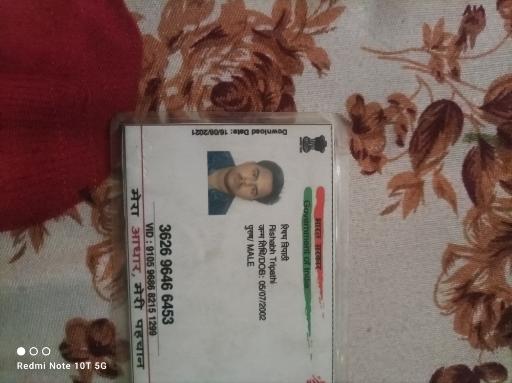 भारत सरकार
Government of India
Download Date: 16/08/2021
रिषभ त्रिपाठी
Rishabh Tripathi
जन्म तिथि/DOB: 05/07/2002
पुरुष/ MALE
3626 9646 6453
VID : 9105 9686 8215 1299
मेरा आधार, मेरी पहचान
Redmi Note 10T 5G